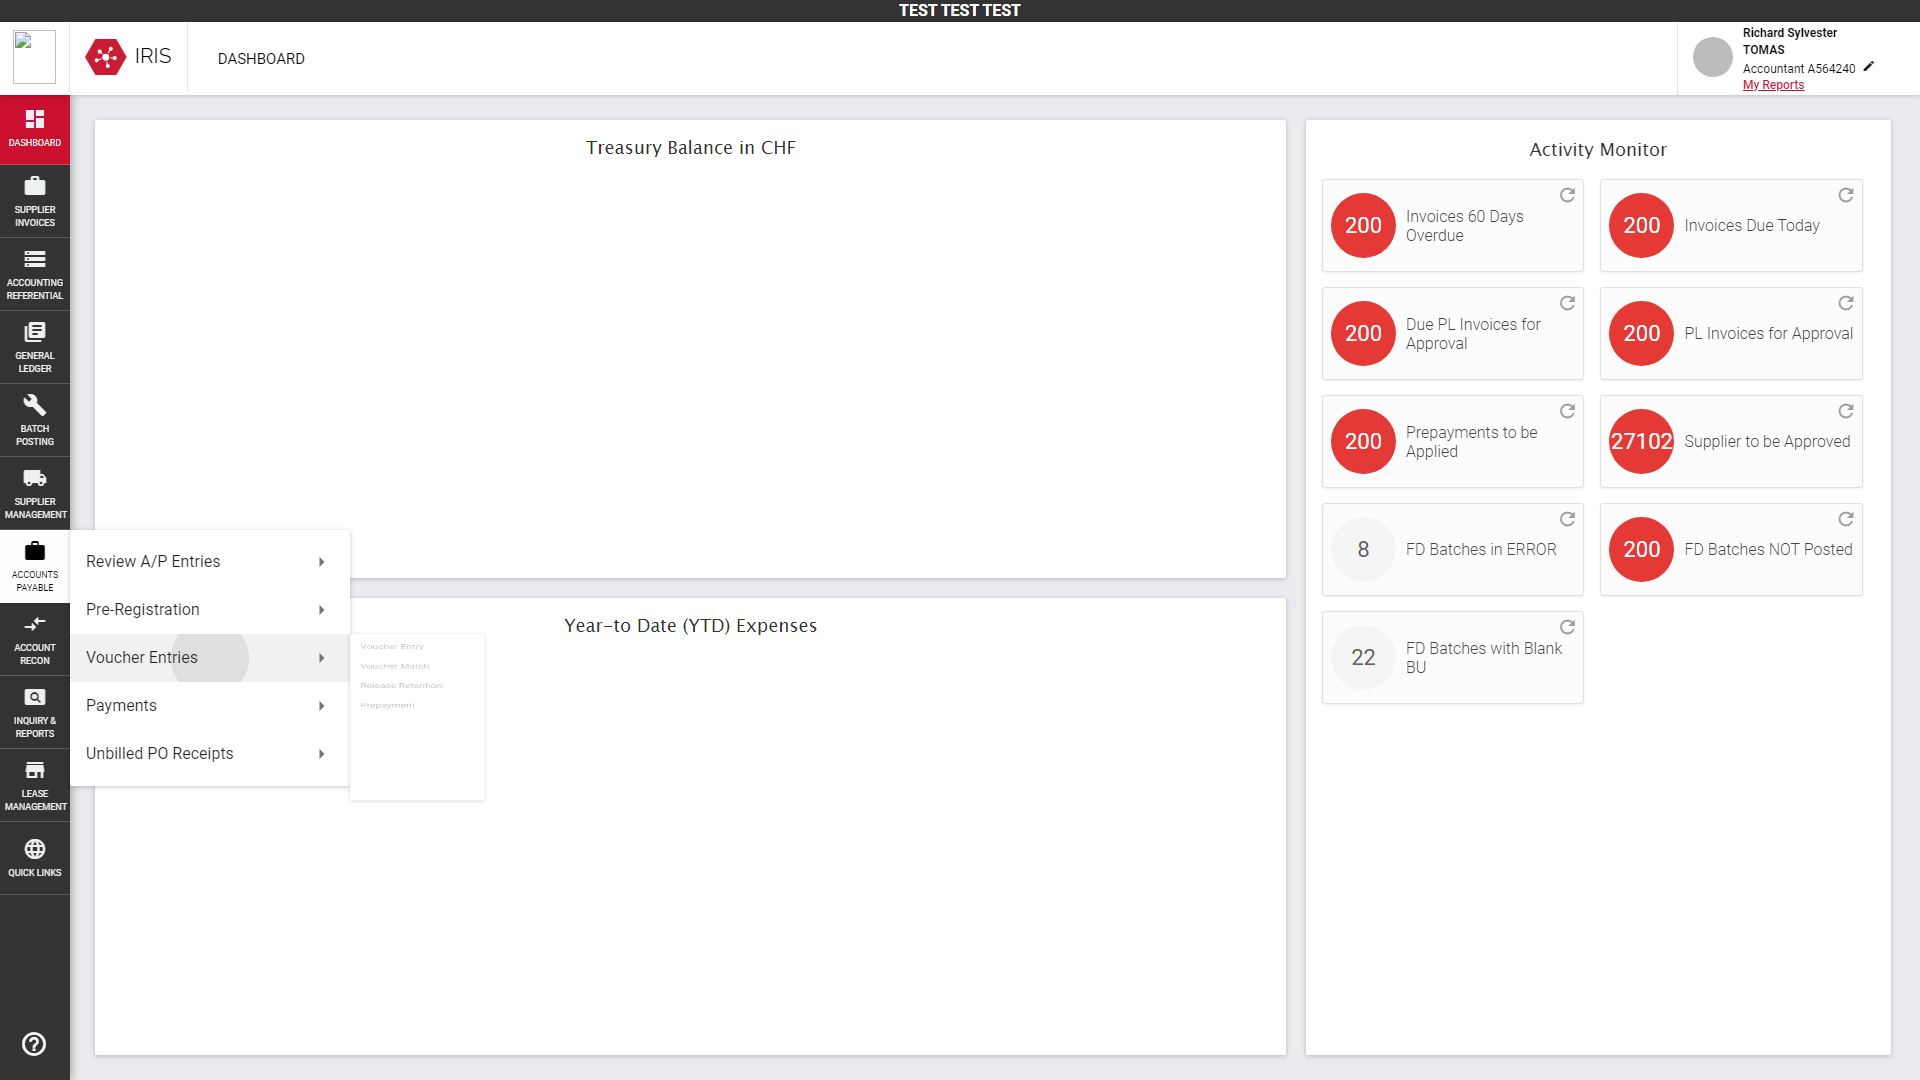 TEST TEST TEST
IRIS
DASHBOARD
Richard Sylvester
TOMAS
Accountant A564240
My Reports
DASHBOARD
SUPPLIER
INVOICES
ACCOUNTING
REFERENTIAL
GENERAL
LEDGER
BATCH
POSTING
SUPPLIER
MANAGEMENT
ACCOUNTS
PAYABLE
ACCOUNT
RECON
INQUIRY &
REPORTS
LEASE
MANAGEMENT
QUICK LINKS
Review A/P Entries
Pre-Registration
Voucher Entries
Payments
Unbilled PO Receipts
Voucher Entry
Voucher Match
Release Retention
Prepayment
Treasury Balance in CHF
Year-to Date (YTD) Expenses
Activity Monitor
200
Invoices 60 Days
Overdue
200
Invoices Due Today
200
Due PL Invoices for
Approval
200
PL Invoices for Approval
200
Prepayments to be
Applied
27102
Supplier to be Approved
8
FD Batches in ERROR
200
FD Batches NOT Posted
22
FD Batches with Blank
BU